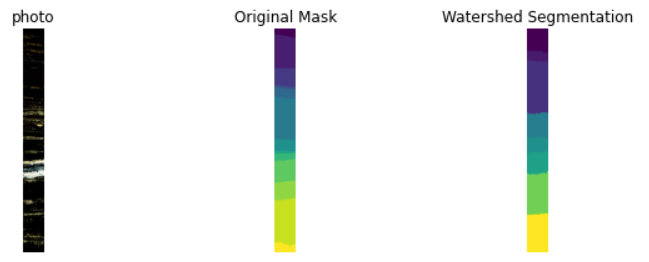 photo
Original Mask
Watershed Segmentation